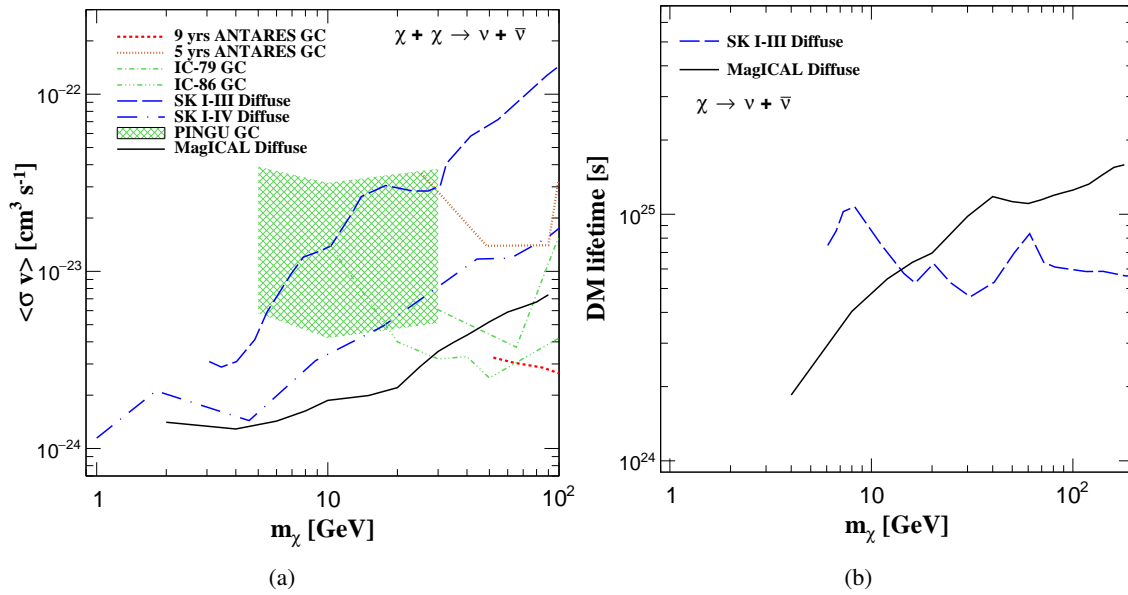 9 yrs ANTARES GC
5 yrs ANTARES GC
IC-79 GC
IC-86 GC
SK I-III Diffuse
SK I-IV Diffuse
PINGU GC
MagICAL Diffuse
χ + χ → ν + ν̅
10⁻²²
10⁻²³
10⁻²⁴
<σ v> [cm³ s⁻¹]
1 10 10²
m_χ [GeV]
(a)
SK I-III Diffuse
MagICAL Diffuse
χ → ν + ν̅
10²⁵
10²⁴
DM lifetime [s]
1 10 10²
m_χ [GeV]
(b)